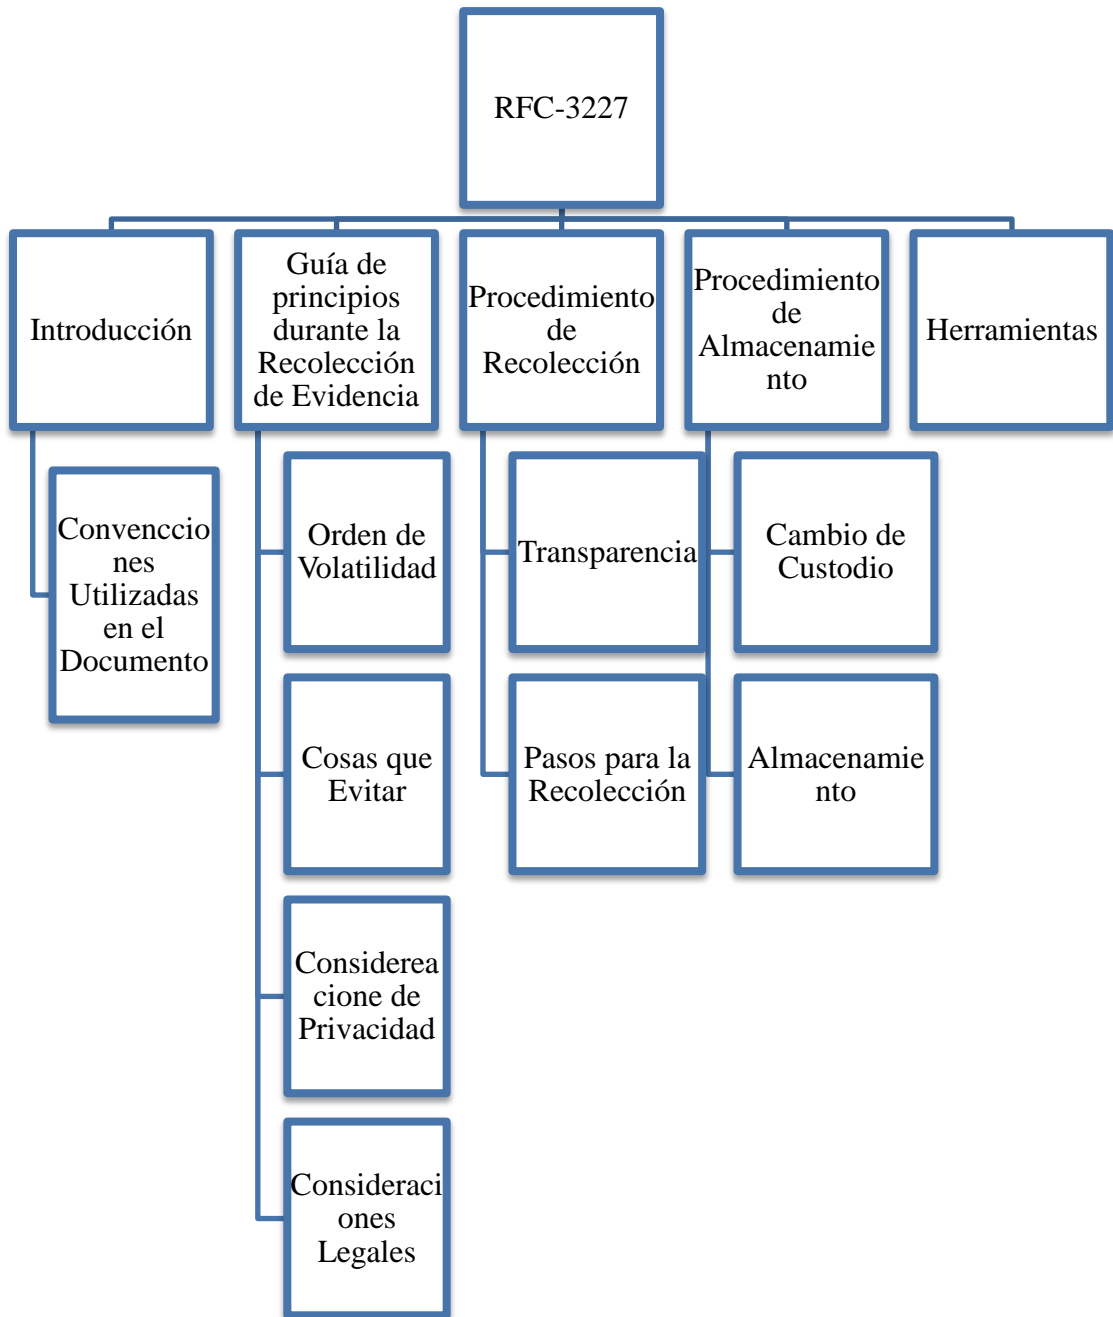 RFC-3227
Introducción
Guía de
principios
durante la
Recolección
de Evidencia
Procedimiento
de
Recolección
Procedimiento
de
Almacenamie
nto
Herramientas
Convenccio
nes
Utilizadas
en el
Documento
Orden de
Volatilidad
Cosas que
Evitar
Considereа
cione de
Privacidad
Consideraci
ones
Legales
Transparencia
Pasos para la
Recolección
Cambio de
Custodio
Almacenamie
nto